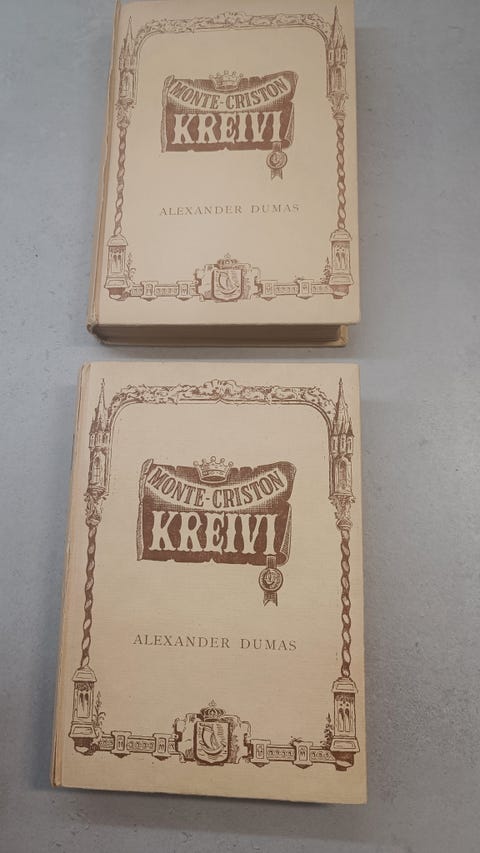 MONTE-CRISTON
KREIVI
ALEXANDER DUMAS
MONTE-CRISTON
KREIVI
ALEXANDER DUMAS